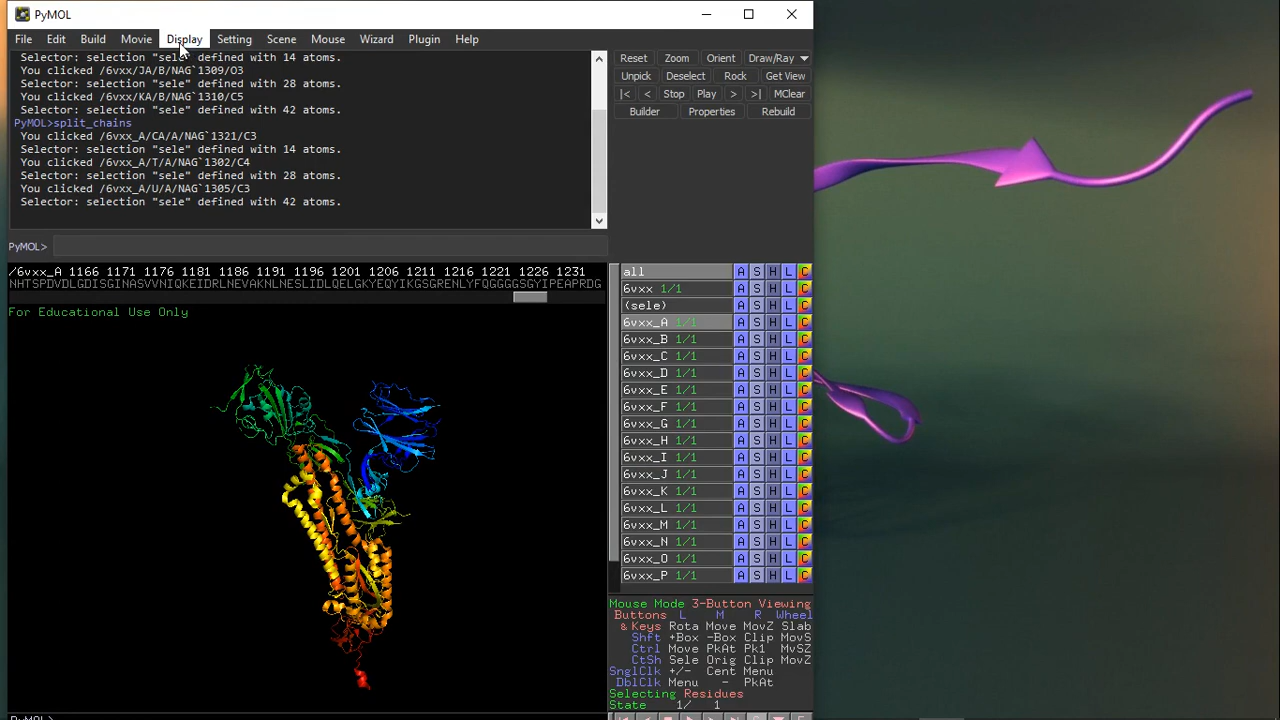 PyMOL
File Edit Build Movie Display Setting Scene Mouse Wizard Plugin Help
Selector: selection "sele" defined with 14 atoms.
You clicked /6vxx/JA/B/NAG`1309/O3
Selector: selection "sele" defined with 28 atoms.
You clicked /6vxx/KA/B/NAG`1310/C5
Selector: selection "sele" defined with 42 atoms.
PyMOL>split_chains
You clicked /6vxx_A/CA/A/NAG`1321/C3
Selector: selection "sele" defined with 14 atoms.
You clicked /6vxx_A/T/A/NAG`1302/C4
Selector: selection "sele" defined with 28 atoms.
You clicked /6vxx_A/U/A/NAG`1305/C3
Selector: selection "sele" defined with 42 atoms.
PyMOL>
Reset Zoom Orient Draw/Ray
Unpick Deselect Rock Get View
|< < Stop Play > >| MClear
Builder Properties Rebuild
/6vxx_A 1166 1171 1176 1181 1186 1191 1196 1201 1206 1211 1216 1221 1226 1231
NHTSPDVDLGDISGINASVVNIQKEIDRLNEVAKNLNESLIDLQELGKYEQYIKGSGRENLYFQGGGGSGYIPEAPRDG
For Educational Use Only
all A S H L C
6vxx 1/1 A S H L C
(sele) A S H L C
6vxx_A 1/1 A S H L C
6vxx_B 1/1 A S H L C
6vxx_C 1/1 A S H L C
6vxx_D 1/1 A S H L C
6vxx_E 1/1 A S H L C
6vxx_F 1/1 A S H L C
6vxx_G 1/1 A S H L C
6vxx_H 1/1 A S H L C
6vxx_I 1/1 A S H L C
6vxx_J 1/1 A S H L C
6vxx_K 1/1 A S H L C
6vxx_L 1/1 A S H L C
6vxx_M 1/1 A S H L C
6vxx_N 1/1 A S H L C
6vxx_O 1/1 A S H L C
6vxx_P 1/1 A S H L C
Mouse Mode 3-Button Viewing
Buttons L M R Wheel
& Keys Rota Move MovZ Slab
Shft +Box -Box Clip MovS
Ctrl Move PkAt Pk1 MvSZ
CtSh Sele Orig Clip MovZ
SnglClk +/- Cent Menu
DblClk Menu - PkAt
Selecting Residues
State 1/ 1
PyMOL>